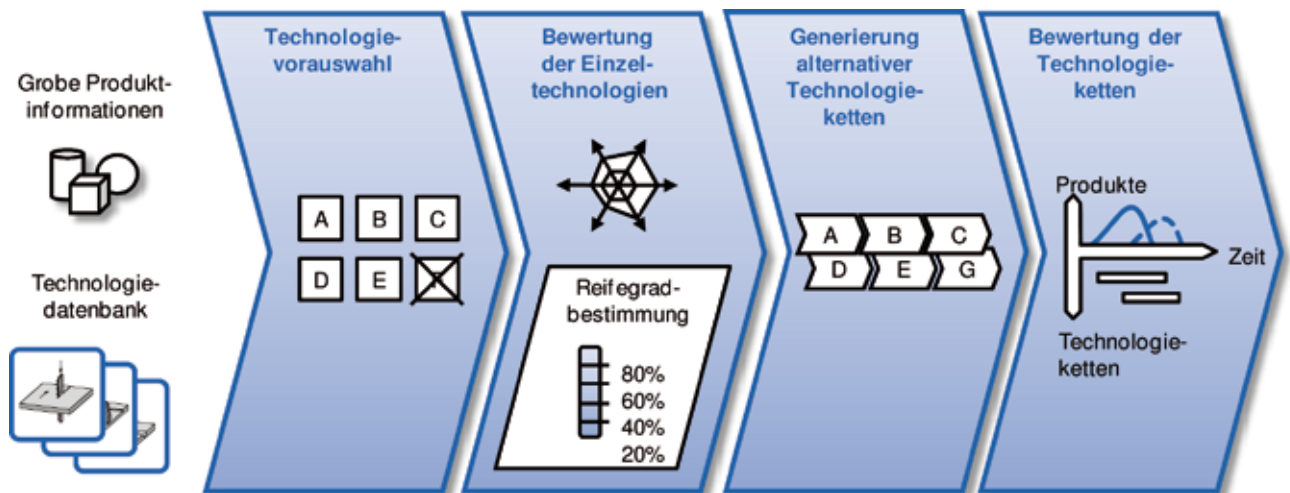 Grobe Produkt-
informationen
Technologie-
datenbank
Technologie-
vorauswahl
A B C
D E
Bewertung
der Einzel-
technologien
Reifegrad-
bestimmung
80%
60%
40%
20%
Generierung
alternativer
Technologie-
ketten
A B C
D E G
Bewertung der
Technologie-
ketten
Produkte
Zeit
Technologie-
ketten